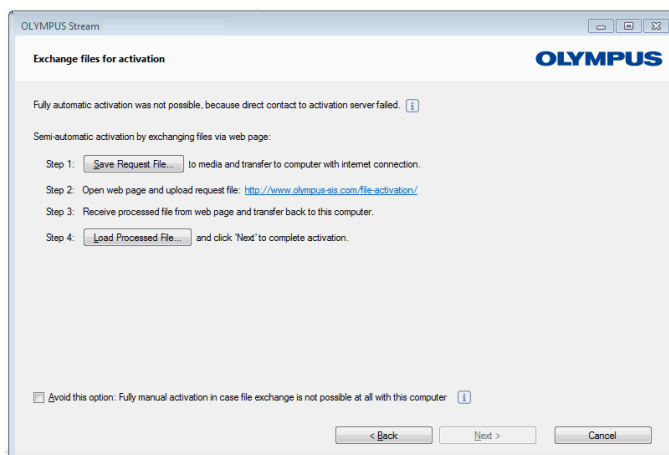 OLYMPUS Stream
Exchange files for activation
OLYMPUS
Fully automatic activation was not possible, because direct contact to activation server failed. i
Semi-automatic activation by exchanging files via web page:
Step 1: Save Request File... to media and transfer to computer with internet connection.
Step 2: Open web page and upload request file: http://www.olympus-sis.com/file-activation/
Step 3: Receive processed file from web page and transfer back to this computer.
Step 4: Load Processed File... and click 'Next' to complete activation.
Avoid this option: Fully manual activation in case file exchange is not possible at all with this computer i
< Back Next > Cancel